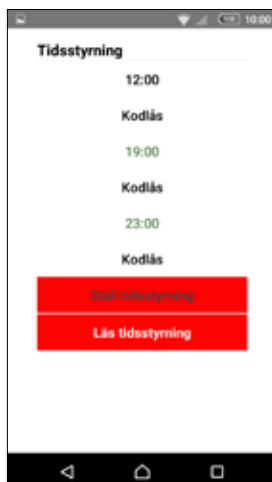 10:00
Tidsstyrning
12:00
Kodlås
19:00
Kodlås
23:00
Kodlås
Ställ tidsstyrning
Läs tidsstyrning